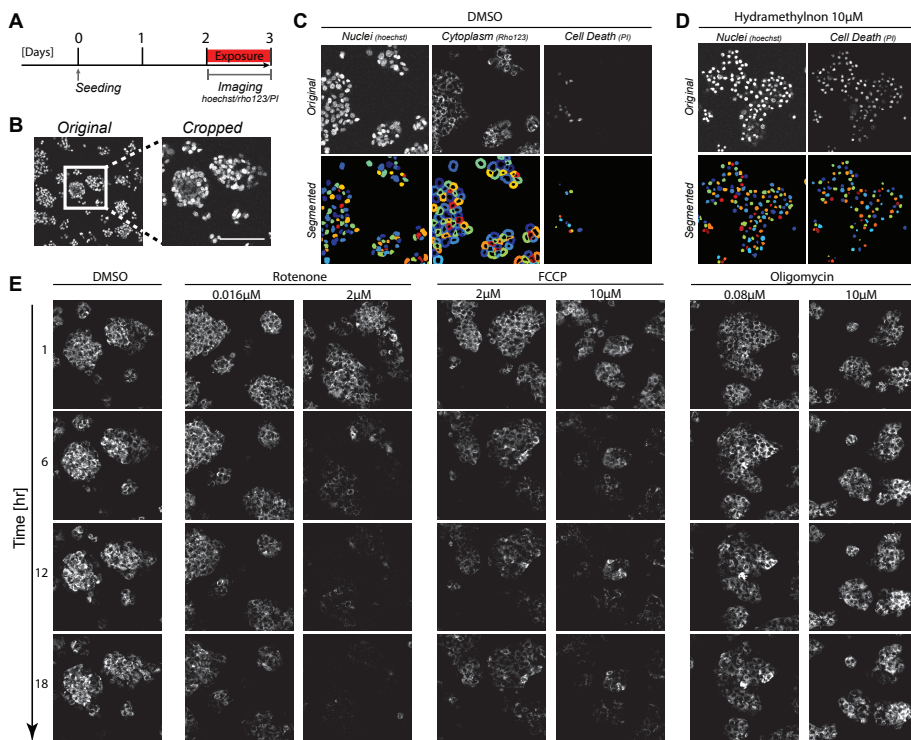 A
0 1 2 3
[Days]
Exposure
Seeding
Imaging
hoechst/rho123/PI
B
Original Cropped
C
DMSO
Nuclei (hoechst) Cytoplasm (Rho123) Cell Death (PI)
Original
Segmented
D
Hydramethylnon 10µM
Nuclei (hoechst) Cell Death (PI)
Original
Segmented
E
DMSO Rotenone FCCP Oligomycin
0.016µM 2µM 2µM 10µM 0.08µM 10µM
Time [hr]
1
6
12
18